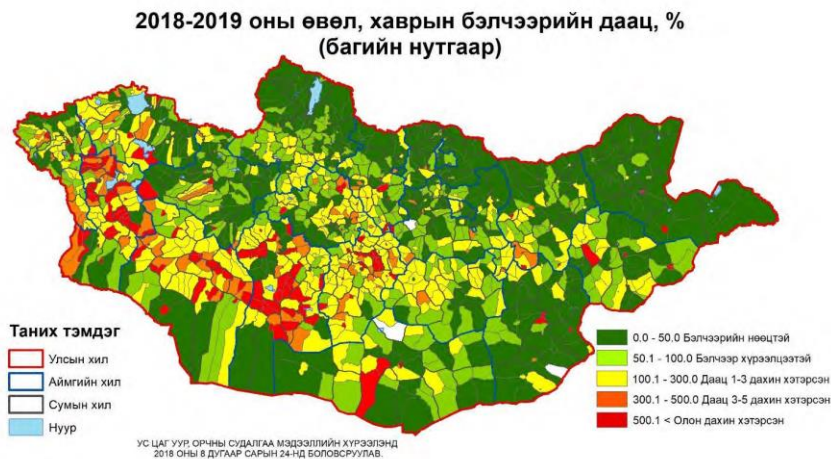 2018-2019 оны өвөл, хаврын бэлчээрийн даац, %
(багийн нутгаар)
Таних тэмдэг
Улсын хил
Аймгийн хил
Сумын хил
Нуур
0.0 - 50.0 Бэлчээрийн нөөцтэй
50.1 - 100.0 Бэлчээр хүрэлцээтэй
100.1 - 300.0 Даац 1-3 дахин хэтэрсэн
300.1 - 500.0 Даац 3-5 дахин хэтэрсэн
500.1 < Олон дахин хэтэрсэн
УС ЦАГ УУР, ОРЧНЫ СУДАЛГАА МЭДЭЭЛЛИЙН ХҮРЭЭЛЭНД
2018 ОНЫ 8 ДУГААР САРЫН 24-НД БОЛОВСРУУЛАВ.